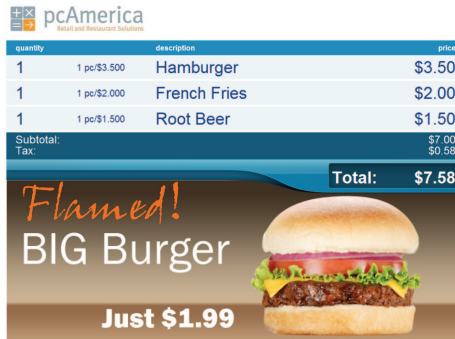 pcAmerica
Retail and Restaurant Solutions
quantity description price
1 1 pc/$3.500 Hamburger $3.50
1 1 pc/$2.000 French Fries $2.00
1 1 pc/$1.500 Root Beer $1.50
Subtotal: $7.00
Tax: $0.58
Total: $7.58
Flamed!
BIG Burger
Just $1.99